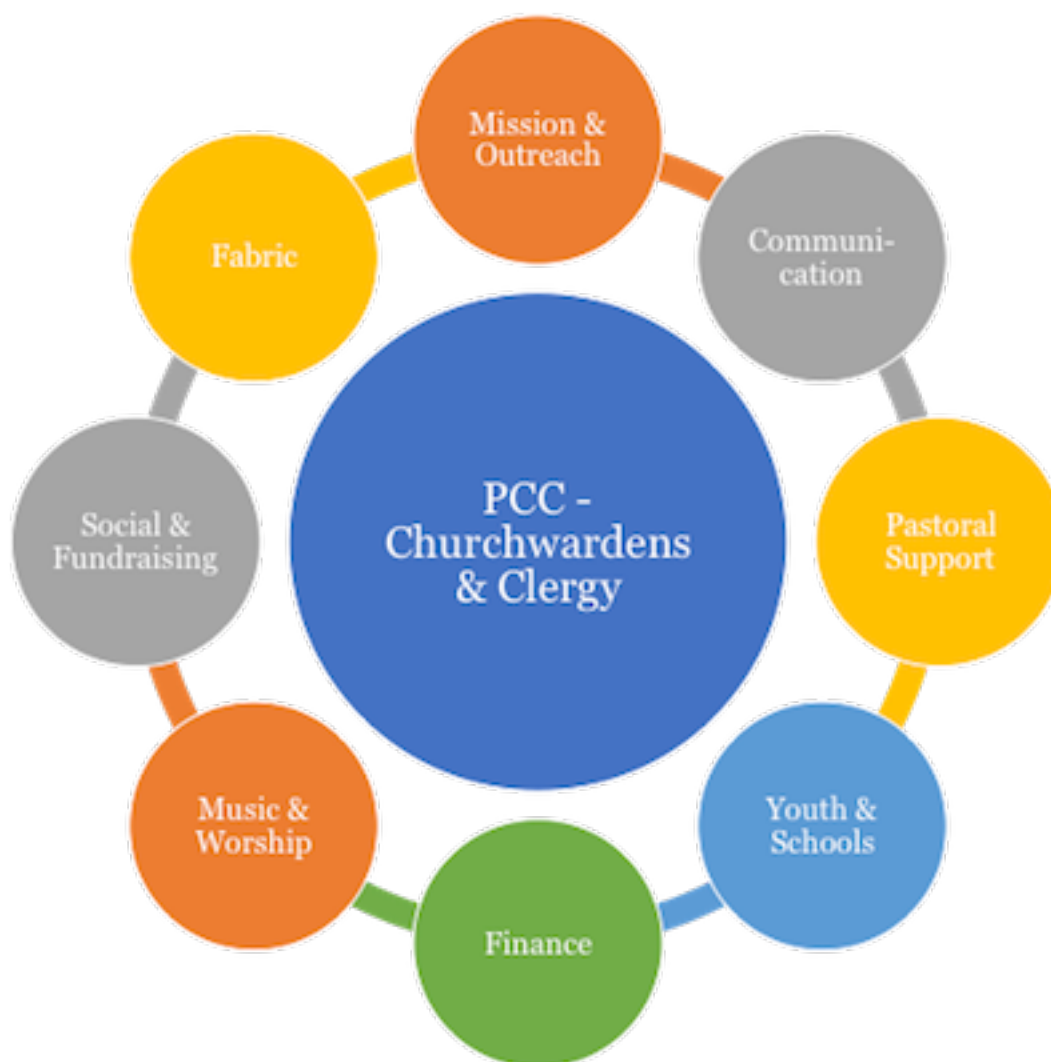 Mission &
Outreach
Communi-
cation
Pastoral
Support
Youth &
Schools
Finance
Music &
Worship
Social &
Fundraising
Fabric
PCC -
Churchwardens
& Clergy